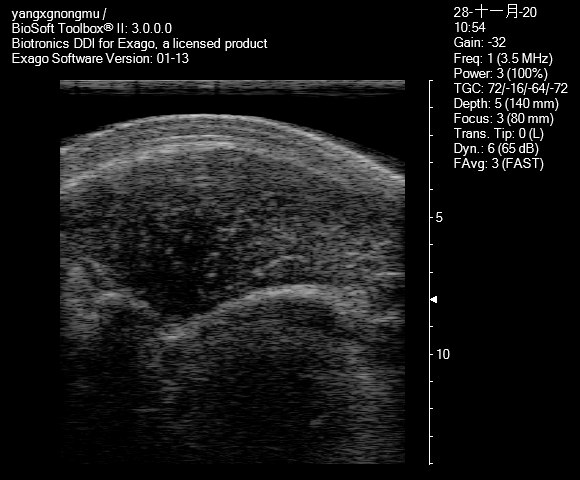 yangxgnongmu /
BioSoft Toolbox® II: 3.0.0.0
Biotronics DDI for Exago, a licensed product
Exago Software Version: 01-13
28-十一月-20
10:54
Gain: -32
Freq: 1 (3.5 MHz)
Power: 3 (100%)
TGC: 72/-16/-64/-72
Depth: 5 (140 mm)
Focus: 3 (80 mm)
Trans. Tip: 0 (L)
Dyn.: 6 (65 dB)
FAvg: 3 (FAST)
5
10